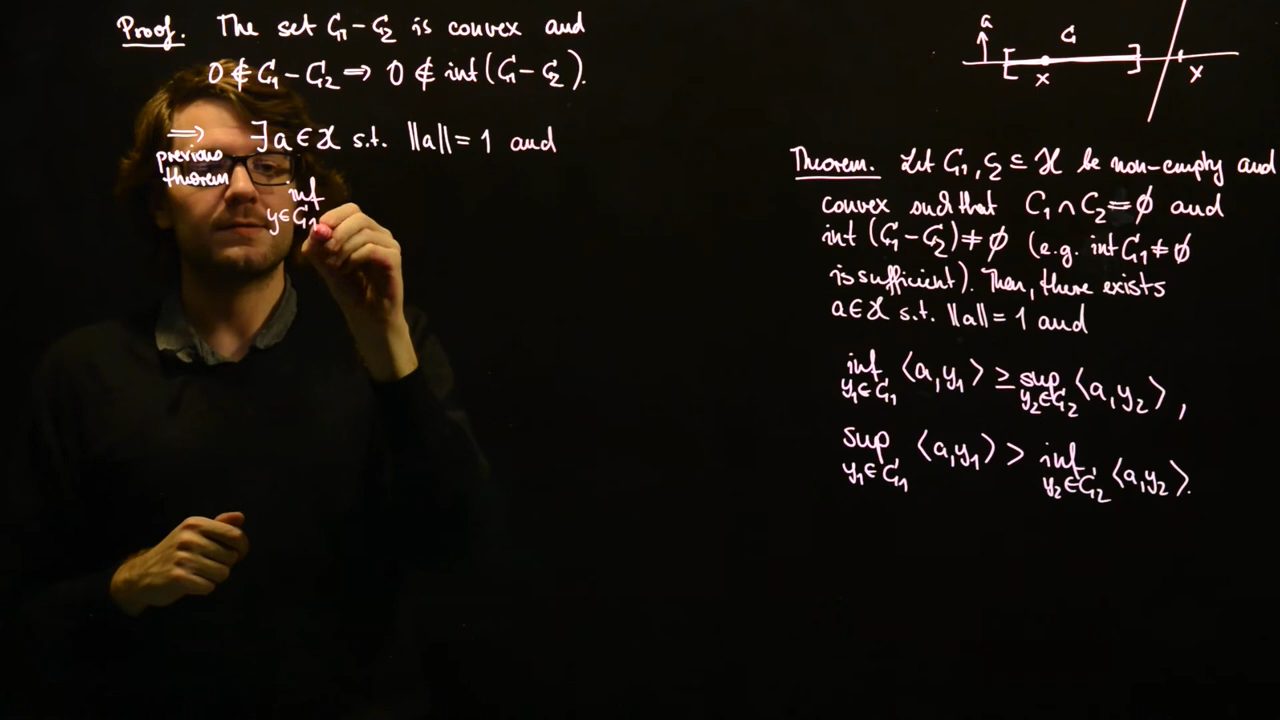 Proof. The set C₁-C₂ is convex and
0 ∉ C₁-C₂ ⟹ 0 ∉ int(C₁-C₂).
⟹ ∃ a ∈ ℋ s.t. ‖a‖ = 1 and
previous
theorem
inf
y ∈ C₁
a
C₁
x
x
Theorem. Let C₁, C₂ ⊆ ℋ be non-empty and
convex such that C₁ ∩ C₂ = ∅ and
int (C₁-C₂) ≠ ∅ (e.g. int C₁ ≠ ∅
is sufficient). Then, there exists
a ∈ ℋ s.t. ‖a‖ = 1 and
inf ⟨a, y₁⟩ ≥ sup ⟨a, y₂⟩,
y₁ ∈ C₁ y₂ ∈ C₂
sup ⟨a, y₁⟩ > inf ⟨a, y₂⟩.
y₁ ∈ C₁ y₂ ∈ C₂